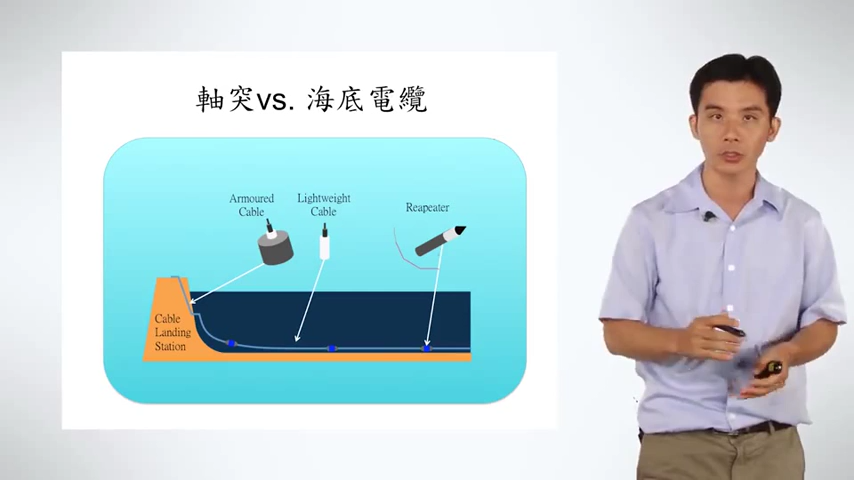 軸突vs. 海底電纜
Armoured
Cable
Lightweight
Cable
Reapeater
Cable
Landing
Station